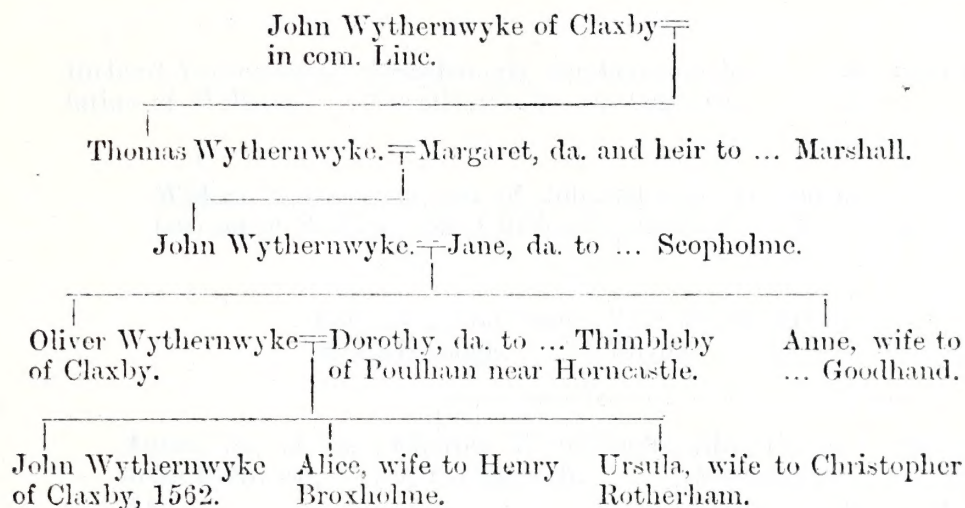 John Wythernwyke of Claxby
in com. Linc.
Thomas Wythernwyke. Margaret, da. and heir to ... Marshall.
John Wythernwyke. Jane, da. to ... Scopholme.
Oliver Wythernwyke
of Claxby.
Dorothy, da. to ... Thimbleby
of Poulham near Horncastle.
Anne, wife to
... Goodhand.
John Wythernwyke
of Claxby, 1562.
Alice, wife to Henry
Broxholme.
Ursula, wife to Christopher
Rotherham.